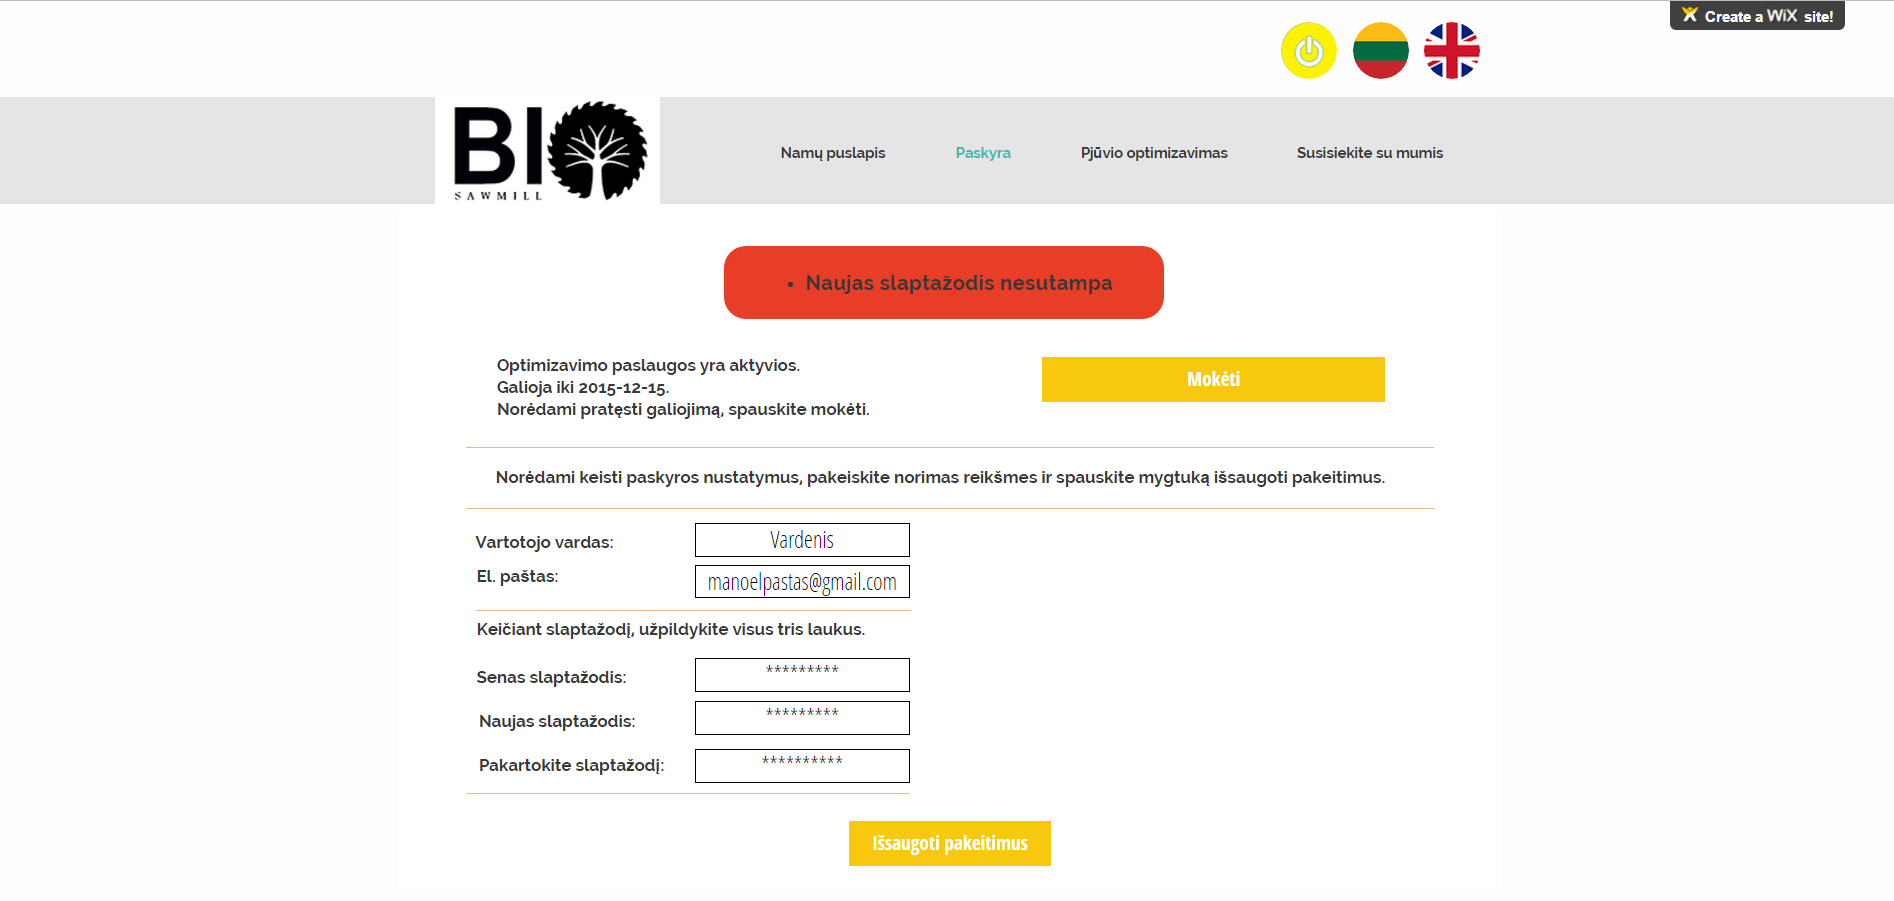 Create a WiX site!
BIO
SAWMILL
Namų puslapis
Paskyra
Pjūvio optimizavimas
Susisiekite su mumis
• Naujas slaptažodis nesutampa
Optimizavimo paslaugos yra aktyvios.
Galioja iki 2015-12-15.
Norėdami pratęsti galiojimą, spauskite mokėti.
Mokėti
Norėdami keisti paskyros nustatymus, pakeiskite norimas reikšmes ir spauskite mygtuką išsaugoti pakeitimus.
Vartotojo vardas: Vardenis
El. paštas: manoelpastas@gmail.com
Keičiant slaptažodį, užpildykite visus tris laukus.
Senas slaptažodis: *********
Naujas slaptažodis: *********
Pakartokite slaptažodį: **********
Išsaugoti pakeitimus